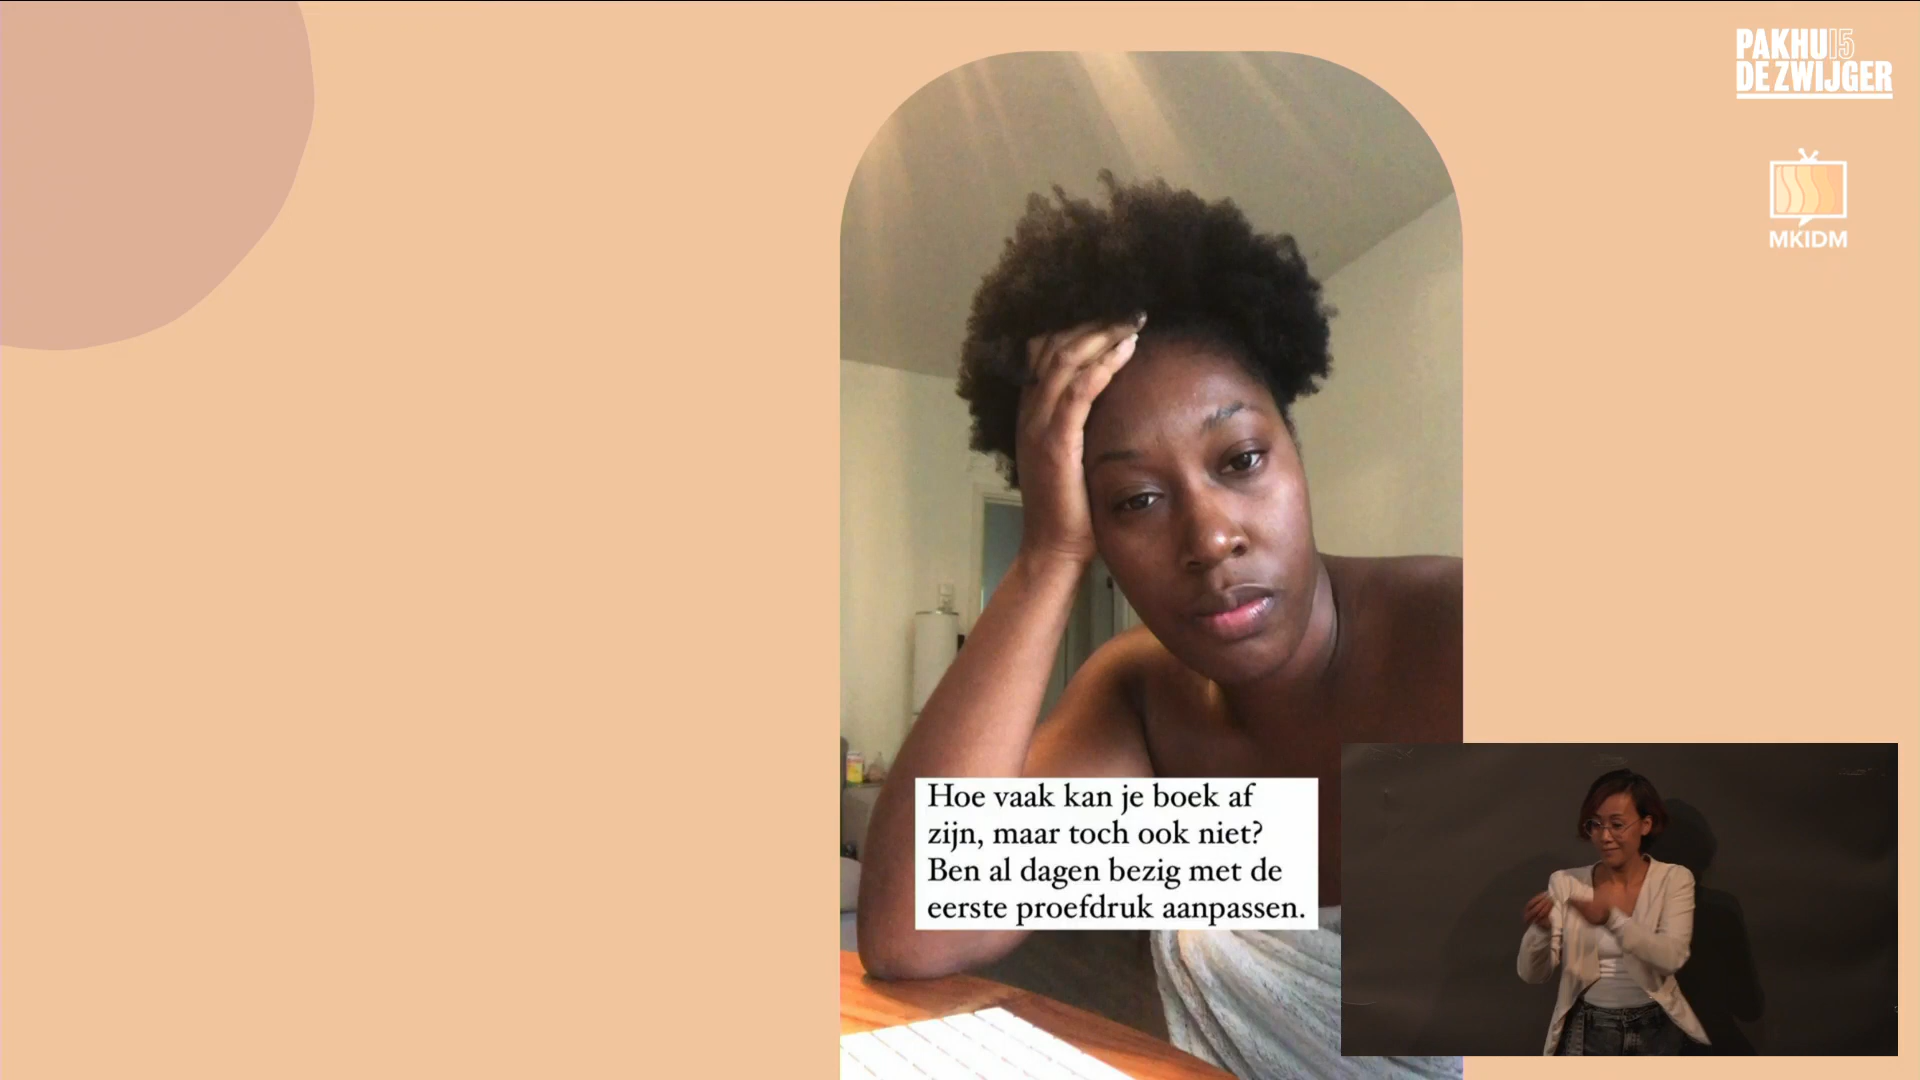 PAKHU15
DE ZWIJGER
MKIDM
Hoe vaak kan je boek af
zijn, maar toch ook niet?
Ben al dagen bezig met de
eerste proefdruk aanpassen.